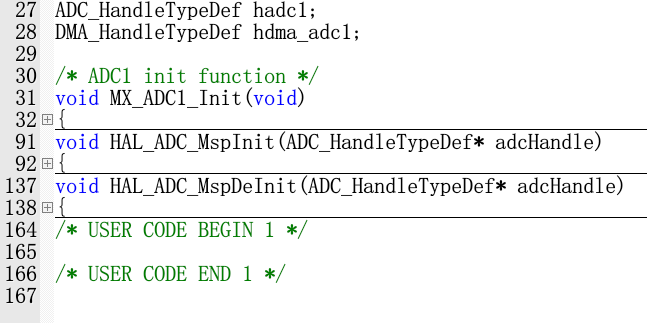 27 ADC_HandleTypeDef hadc1;
28 DMA_HandleTypeDef hdma_adc1;
29
30 /* ADC1 init function */
31 void MX_ADC1_Init(void)
32 {
91 void HAL_ADC_MspInit(ADC_HandleTypeDef* adcHandle)
92 {
137 void HAL_ADC_MspDeInit(ADC_HandleTypeDef* adcHandle)
138 {
164 /* USER CODE BEGIN 1 */
165
166 /* USER CODE END 1 */
167